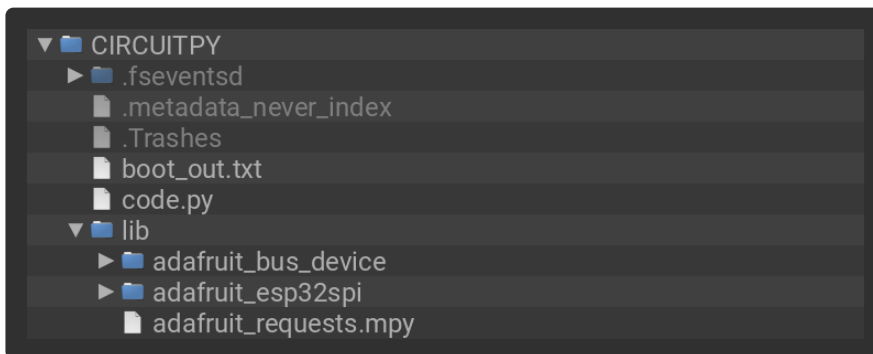 CIRCUITPY
.fseventsd
.metadata_never_index
.Trashes
boot_out.txt
code.py
lib
adafruit_bus_device
adafruit_esp32spi
adafruit_requests.mpy